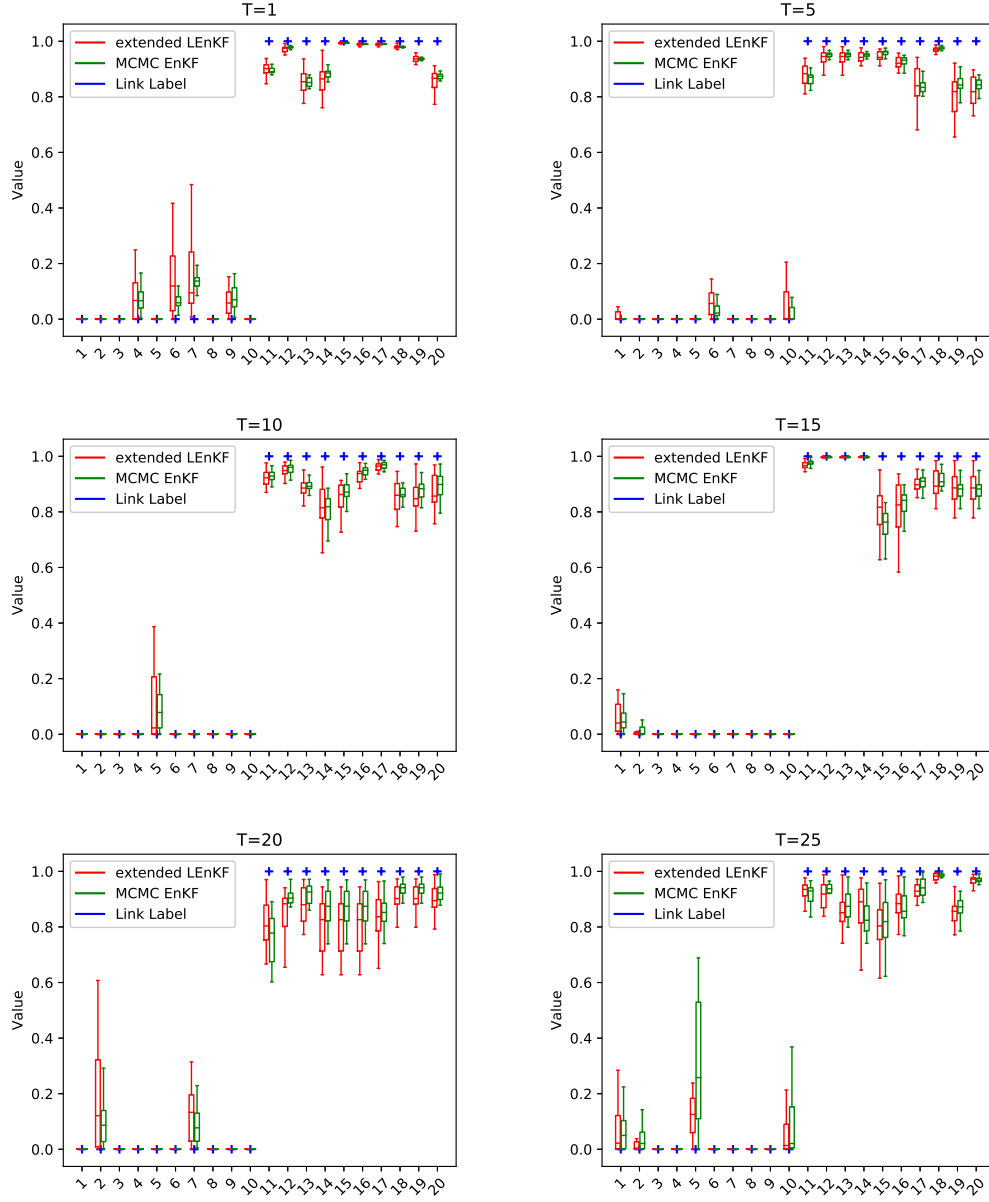 T=1
extended LEnKF
MCMC EnKF
Link Label
Value
1.0
0.8
0.6
0.4
0.2
0.0
1 2 3 4 5 6 7 8 9 10 11 12 13 14 15 16 17 18 19 20
T=5
extended LEnKF
MCMC EnKF
Link Label
Value
1.0
0.8
0.6
0.4
0.2
0.0
1 2 3 4 5 6 7 8 9 10 11 12 13 14 15 16 17 18 19 20
T=10
extended LEnKF
MCMC EnKF
Link Label
Value
1.0
0.8
0.6
0.4
0.2
0.0
1 2 3 4 5 6 7 8 9 10 11 12 13 14 15 16 17 18 19 20
T=15
extended LEnKF
MCMC EnKF
Link Label
Value
1.0
0.8
0.6
0.4
0.2
0.0
1 2 3 4 5 6 7 8 9 10 11 12 13 14 15 16 17 18 19 20
T=20
extended LEnKF
MCMC EnKF
Link Label
Value
1.0
0.8
0.6
0.4
0.2
0.0
1 2 3 4 5 6 7 8 9 10 11 12 13 14 15 16 17 18 19 20
T=25
extended LEnKF
MCMC EnKF
Link Label
Value
1.0
0.8
0.6
0.4
0.2
0.0
1 2 3 4 5 6 7 8 9 10 11 12 13 14 15 16 17 18 19 20